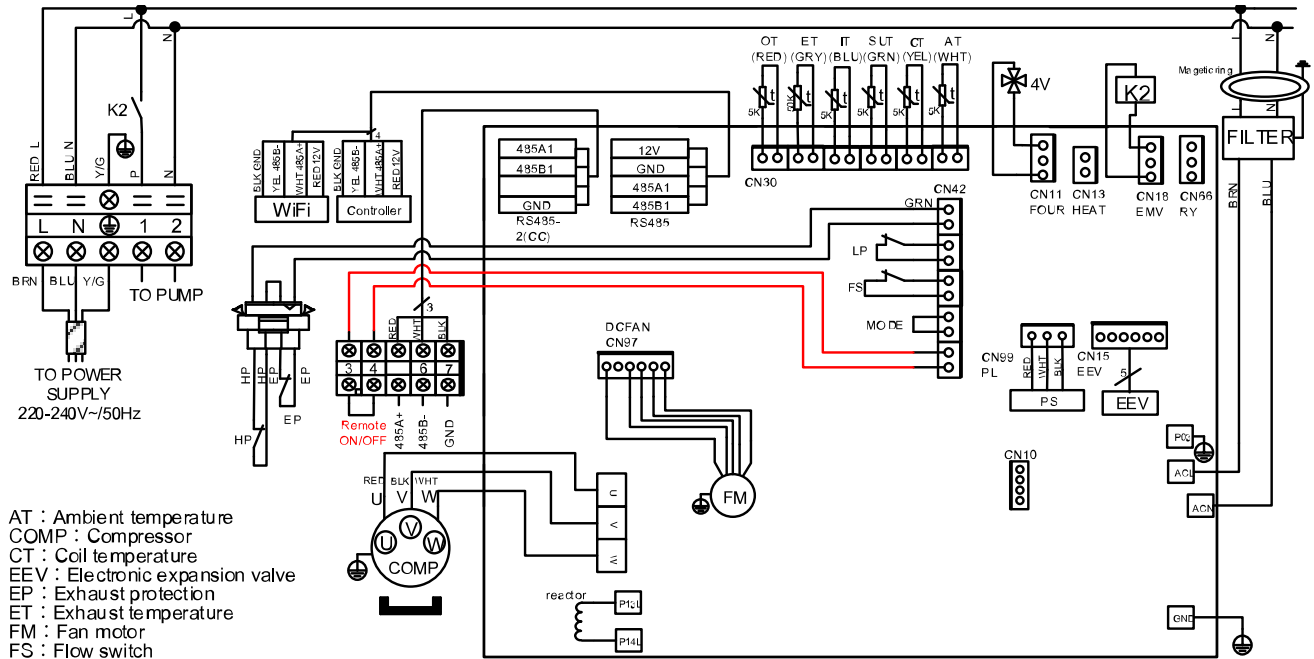 L
N
OT ET IT SUT CT AT
(RED) (GRY) (BLU) (GRN) (YEL) (WHT)
t t t t t t
5K 50K 5K 5K 5K 5K
4V
K2
Magetic ring
L N
L N
FILTER
K2
RED L
BLU N
Y/G
P
N
L N 1 2
BRN BLU Y/G
TO PUMP
TO POWER
SUPPLY
220-240V~/50Hz
4
BLK GND
YEL 485B-
WHT 485A+
RED 12V
WiFi
BLK GND
YEL 485B-
WHT 485A+
RED 12V
Controller
485A1
485B1
GND
RS485-
2(CC)
12V
GND
485A1
485B1
RS485
CN30
CN42
GRN
LP
FS
MODE
CN11
FOUR
CN13
HEAT
CN18
EMV
CN66
RY
BRN
BLU
3
RED
WHT
BLK
3 4 6 7
Remote
ON/OFF
485A+
485B-
GND
HP
HP
EP
EP
EP
HP
DCFAN
CN97
FM
CN99
PL
RED
WHT
BLK
PS
CN15
EEV
5
EEV
CN10
P03
ACL
ACN
GND
RED BLK WHT
U V W
U V W
COMP
U
V
W
reactor
P13L
P14L
AT : Ambient temperature
COMP : Compressor
CT : Coil temperature
EEV : Electronic expansion valve
EP : Exhaust protection
ET : Exhaust temperature
FM : Fan motor
FS : Flow switch